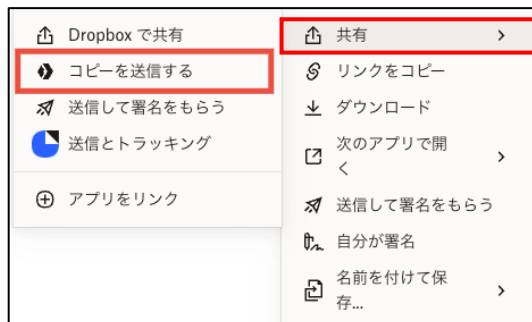 Dropbox で共有
コピーを送信する
送信して署名をもらう
送信とトラッキング
アプリをリンク
共有
リンクをコピー
ダウンロード
次のアプリで開
く
送信して署名をもらう
自分が署名
名前を付けて保
存...